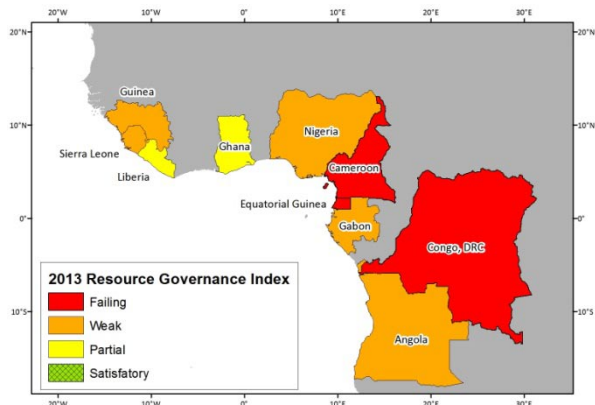 20°W 10°W 0° 10°E 20°E 30°E
20°N 20°N
Guinea
10°N 10°N
Nigeria
Ghana
Sierra Leone
Cameroon
Liberia
Equatorial Guinea
0° 0°
Gabon
Congo, DRC
2013 Resource Governance Index
Failing
Weak
Partial
Satisfatory
10°S 10°S
Angola
20°W 10°W 0° 10°E 20°E 30°E